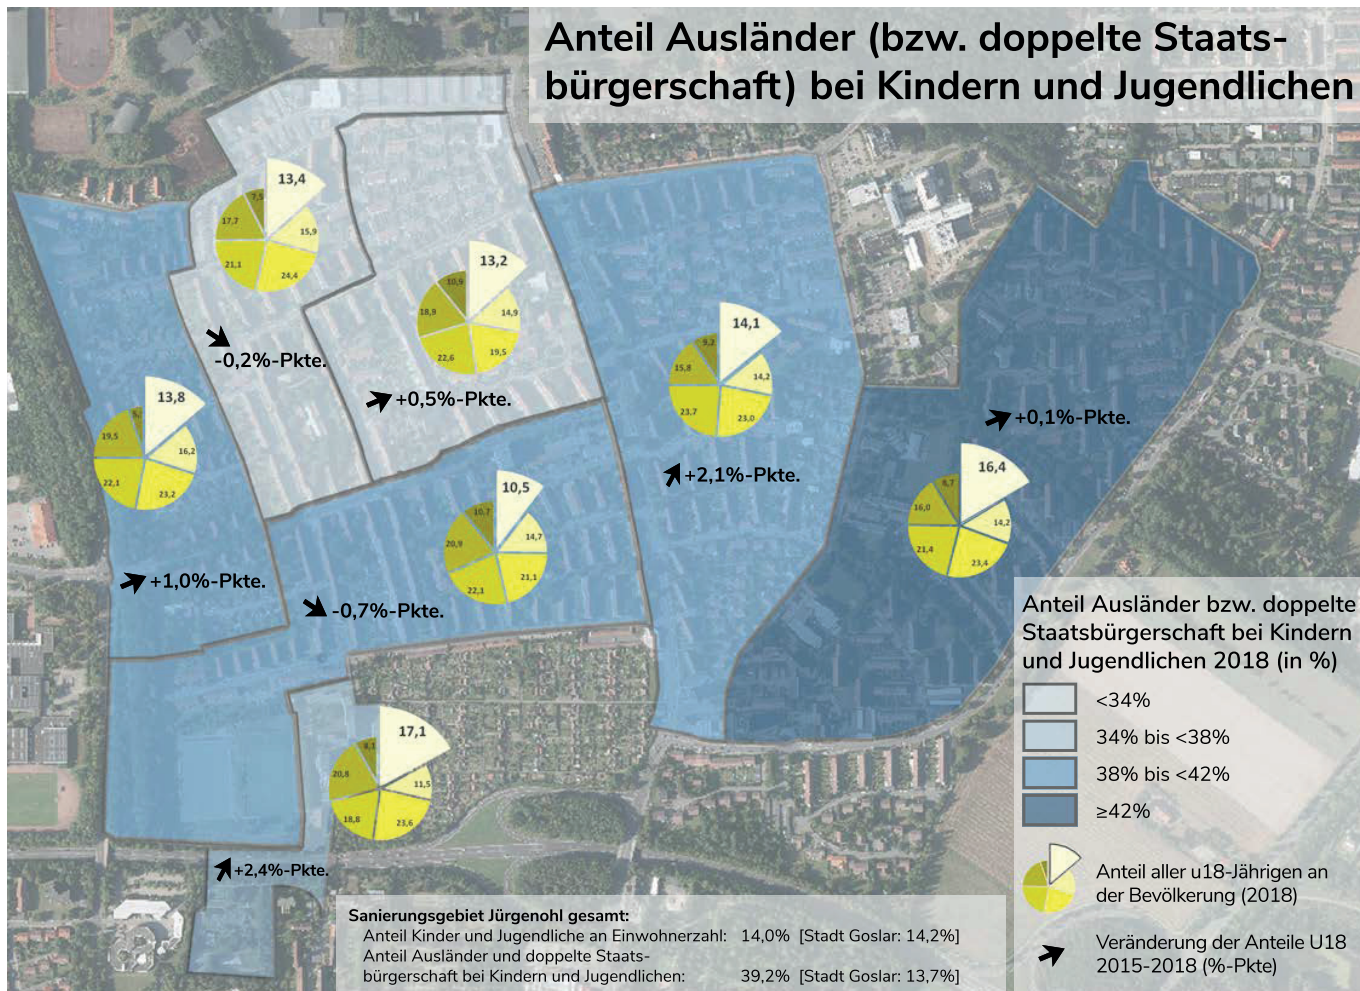 Anteil Ausländer (bzw. doppelte Staats-
bürgerschaft) bei Kindern und Jugendlichen
13,4
7,5
17,7
15,9
21,1
24,4
-0,2%-Pkte.
13,2
10,9
18,9
14,9
22,6
19,5
+0,5%-Pkte.
14,1
9,2
15,8
14,2
23,7
23,0
+2,1%-Pkte.
+0,1%-Pkte.
16,4
8,7
16,0
14,2
21,4
23,4
13,8
19,5
16,2
22,1
23,2
+1,0%-Pkte.
10,5
10,7
20,9
14,7
22,1
21,1
-0,7%-Pkte.
17,1
8,1
20,8
11,5
18,8
23,6
+2,4%-Pkte.
Anteil Ausländer bzw. doppelte
Staatsbürgerschaft bei Kindern
und Jugendlichen 2018 (in %)
<34%
34% bis <38%
38% bis <42%
≥42%
Anteil aller u18-Jährigen an
der Bevölkerung (2018)
Veränderung der Anteile U18
2015-2018 (%-Pkte)
Sanierungsgebiet Jürgenohl gesamt:
Anteil Kinder und Jugendliche an Einwohnerzahl: 14,0% [Stadt Goslar: 14,2%]
Anteil Ausländer und doppelte Staats-
bürgerschaft bei Kindern und Jugendlichen: 39,2% [Stadt Goslar: 13,7%]